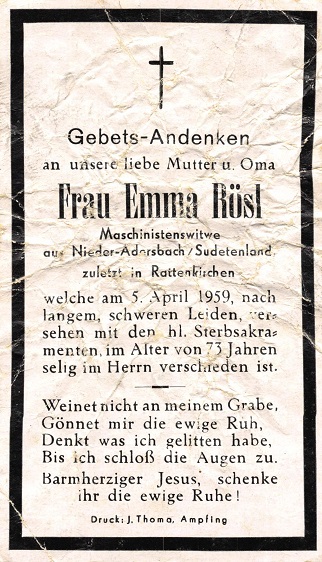 Gebets-Andenken
an unsere liebe Mutter u. Oma
Frau Emma Rösl
Maschinistenswitwe
aus Nieder-Adersbach/Sudetenland
zuletzt in Rattenkirchen
welche am 5. April 1959, nach
langem, schweren Leiden, ver-
sehen mit den hl. Sterbsakra-
menten, im Alter von 73 Jahren
selig im Herrn verschieden ist.
Weinet nicht an meinem Grabe,
Gönnet mir die ewige Ruh,
Denkt was ich gelitten habe,
Bis ich schloß die Augen zu.
Barmherziger Jesus, schenke
ihr die ewige Ruhe!
Druck: J. Thoma, Ampfing